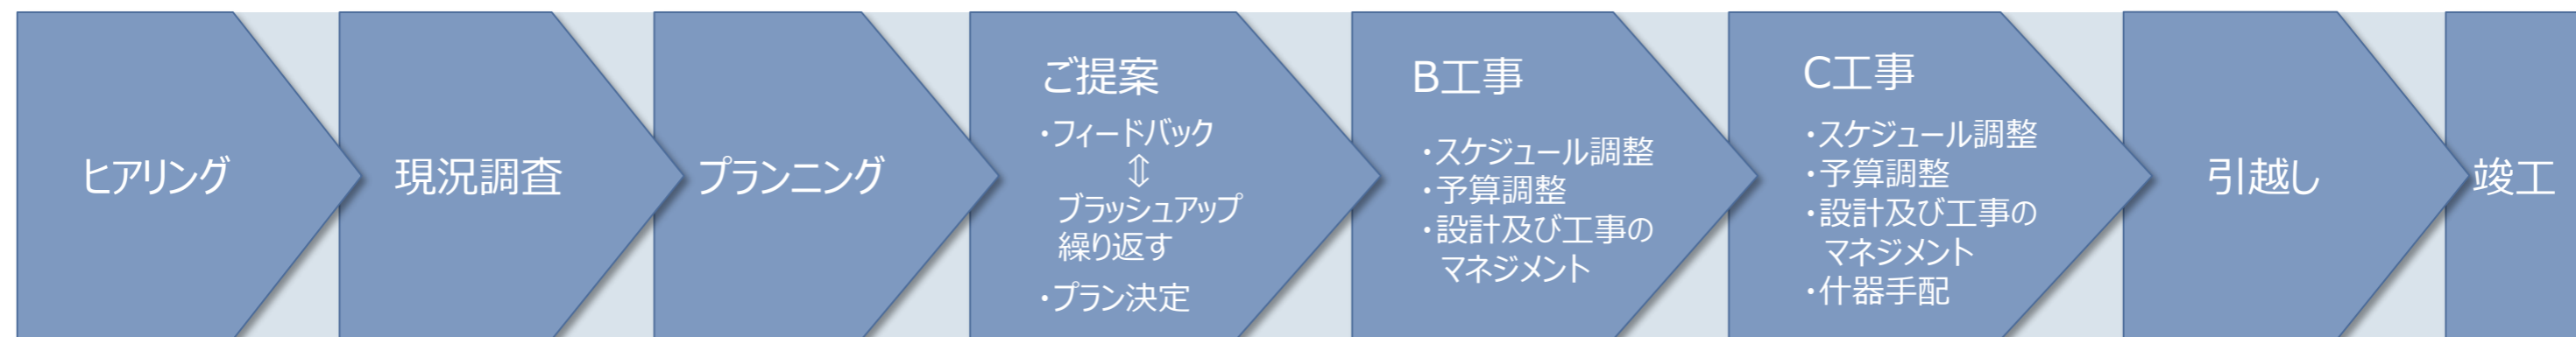 ヒアリング
現況調査
プランニング
ご提案
・フィードバック
⇕
ブラッシュアップ
繰り返す
・プラン決定
B工事
・スケジュール調整
・予算調整
・設計及び工事の
マネジメント
C工事
・スケジュール調整
・予算調整
・設計及び工事の
マネジメント
・什器手配
引越し
竣工